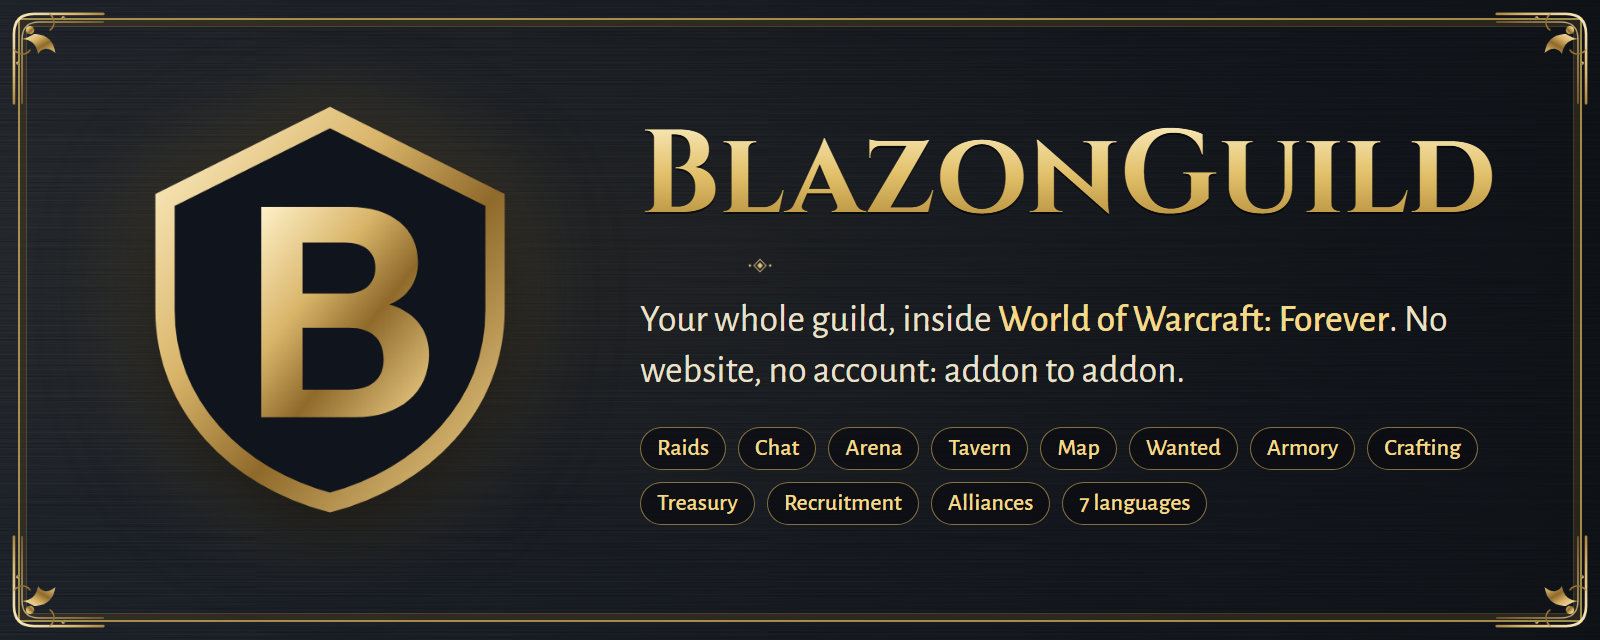 B
BlazonGuild
Your whole guild, inside World of Warcraft: Forever. No
website, no account: addon to addon.
Raids Chat Arena Tavern Map Wanted Armory Crafting
Treasury Recruitment Alliances 7 languages